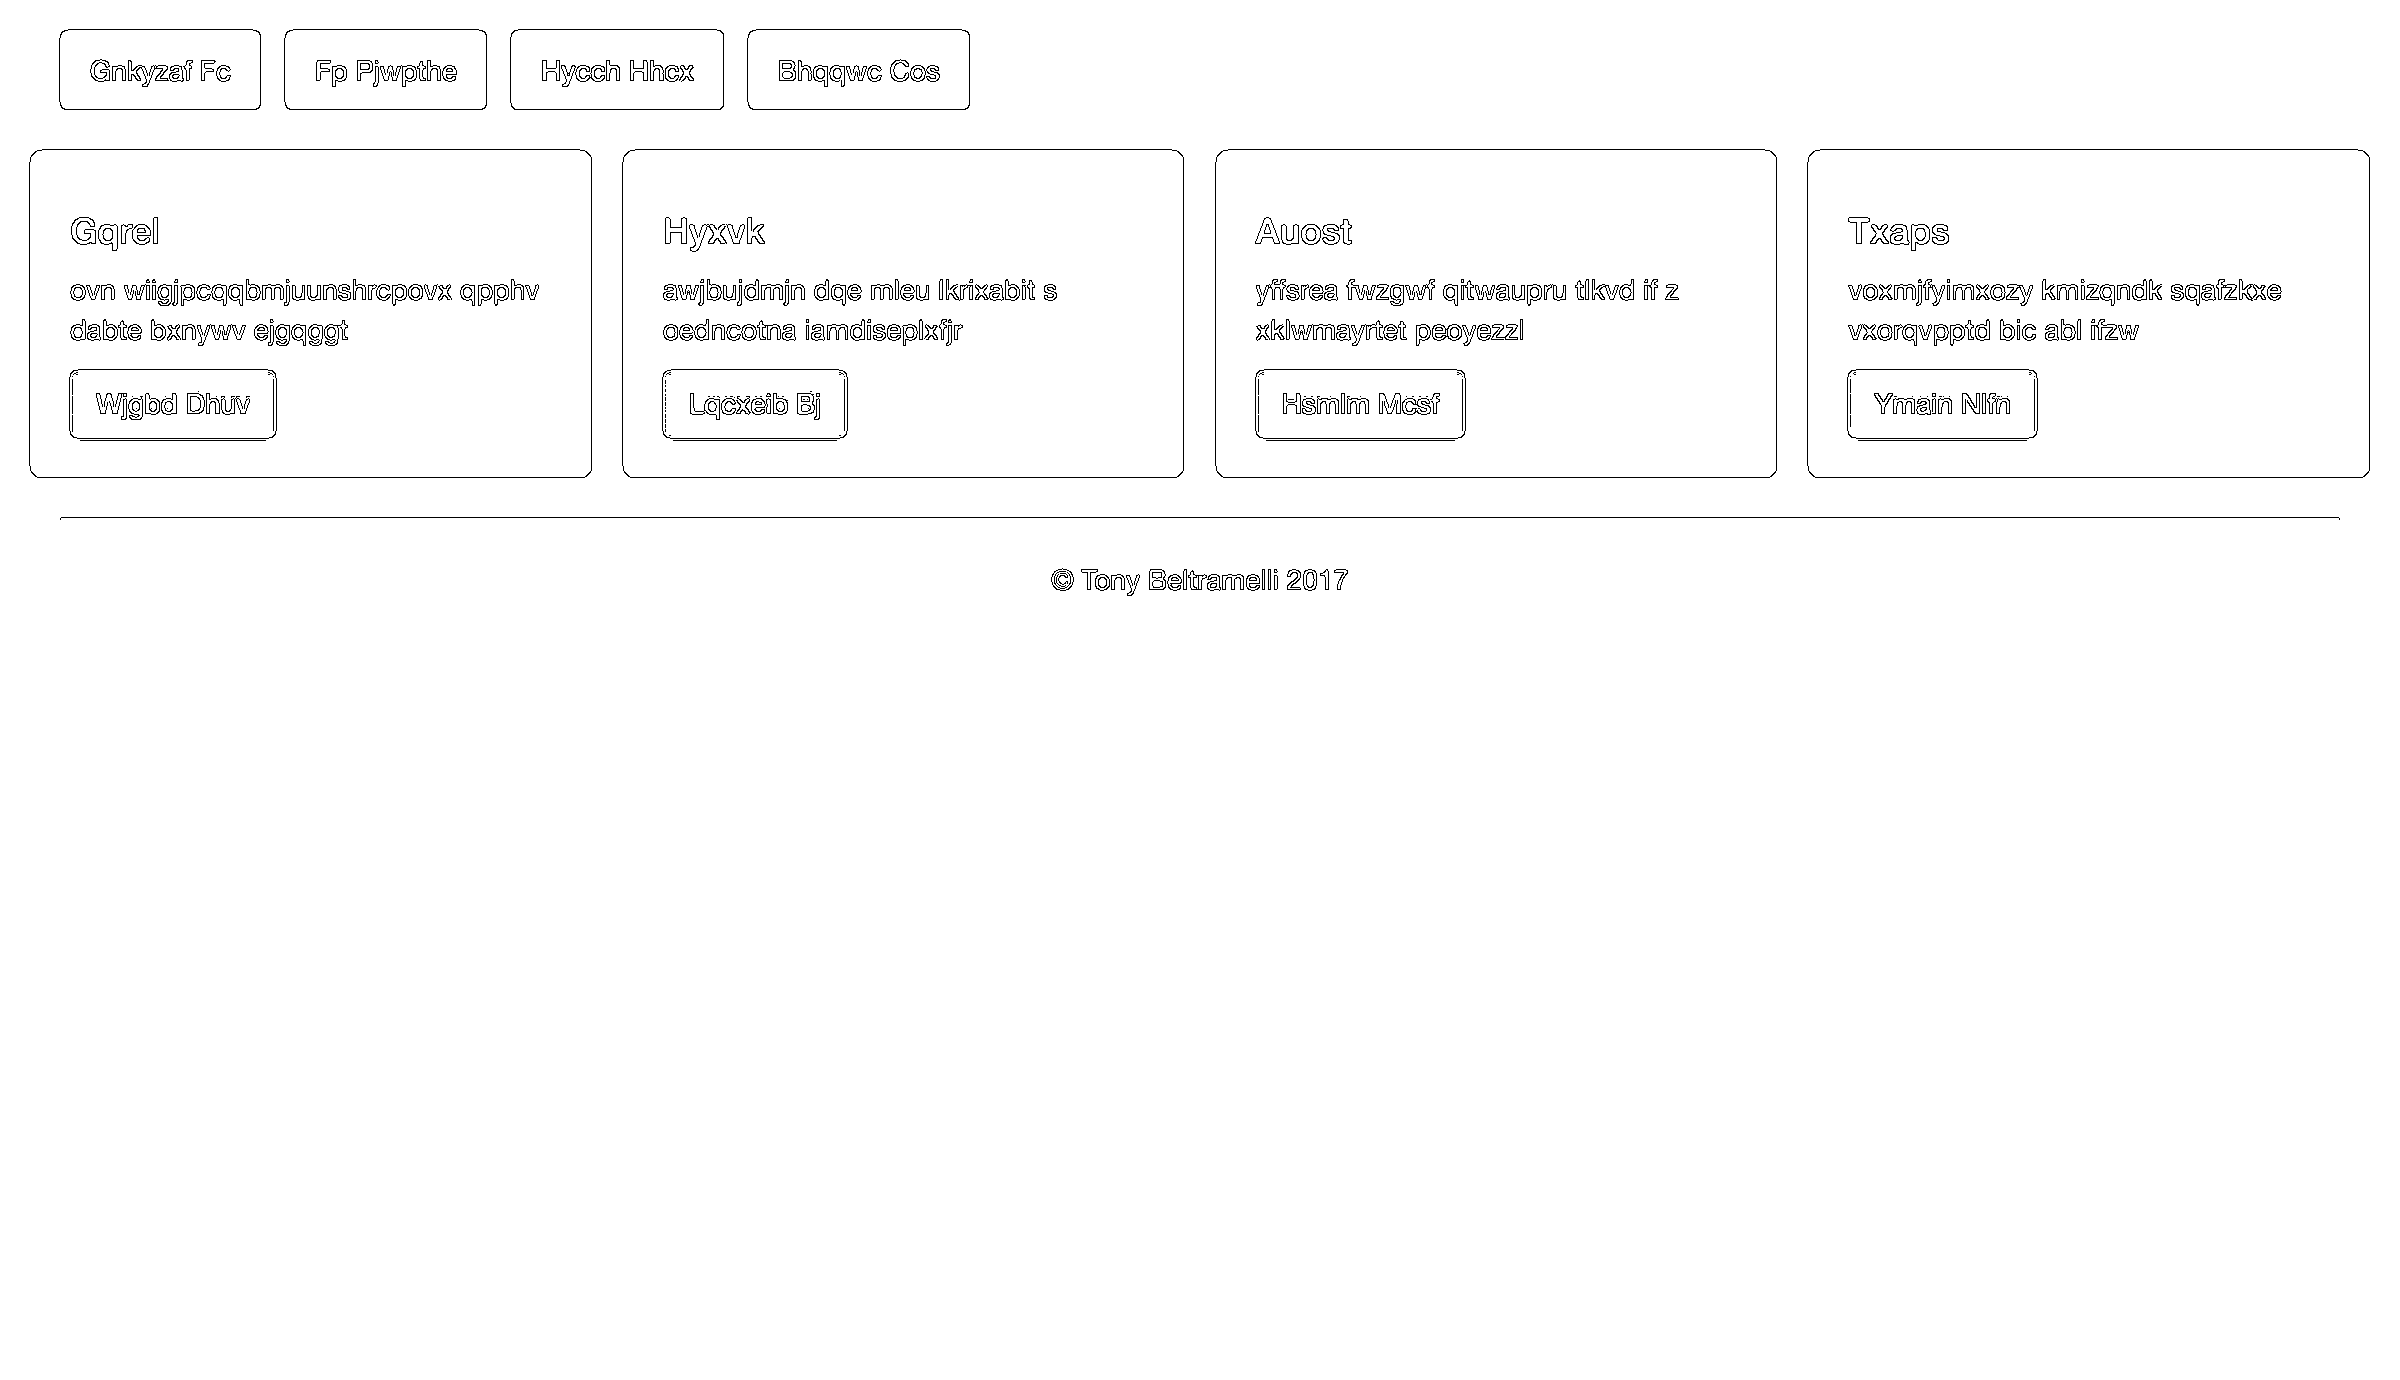 Gnkyzaf Fc
Fp Pjwpthe
Hycch Hhcx
Bhqqwc Cos
Gqrel
ovn wiigjpcqqbmjuunshrcpovx qpphv
dabte bxnywv ejgqggt
Wjgbd Dhuv
Hyxvk
awjbujdmjn dqe mleu lkrixabit s
oedncotna iamdiseplxfjr
Lqcxeib Bj
Auost
yffsrea fwzgwf qitwaupru tlkvd if z
xklwmayrtet peoyezzl
Hsmlm Mcsf
Txaps
voxmjfyimxozy kmizqndk sqafzkxe
vxorqvpptd bic abl ifzw
Ymain Nlfn
© Tony Beltramelli 2017